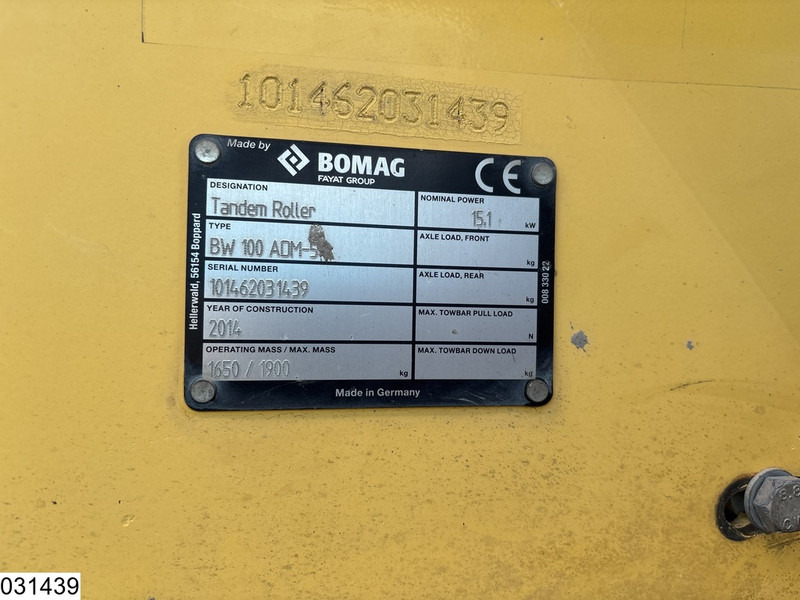 101462031439
Made by
BOMAG
FAYAT GROUP
CE
DESIGNATION
Tandem Roller
TYPE
BW 100 ADM-5
SERIAL NUMBER
101462031439
YEAR OF CONSTRUCTION
2014
OPERATING MASS / MAX. MASS
1650 / 1900 kg
NOMINAL POWER
15.1 kW
AXLE LOAD, FRONT
kg
AXLE LOAD, REAR
kg
MAX. TOWBAR PULL LOAD
N
MAX. TOWBAR DOWN LOAD
kg
Hellerwald, 56154 Boppard
008 330 22
Made in Germany
8.8
031439